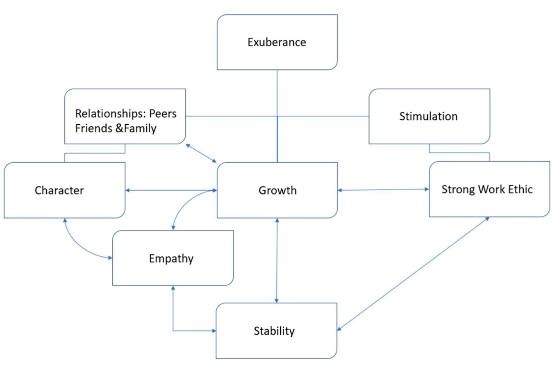 Exuberance
Relationships: Peers
Friends &Family
Stimulation
Character
Growth
Strong Work Ethic
Empathy
Stability